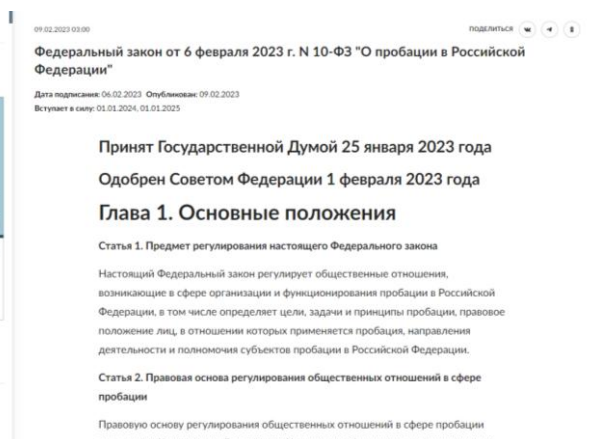 09.02.2023 03:00
ПОДЕЛИТЬСЯ
Федеральный закон от 6 февраля 2023 г. N 10-ФЗ "О пробации в Российской
Федерации"
Дата подписания: 06.02.2023 Опубликован: 09.02.2023
Вступает в силу: 01.01.2024, 01.01.2025
Принят Государственной Думой 25 января 2023 года
Одобрен Советом Федерации 1 февраля 2023 года
Глава 1. Основные положения
Статья 1. Предмет регулирования настоящего Федерального закона
Настоящий Федеральный закон регулирует общественные отношения,
возникающие в сфере организации и функционирования пробации в Российской
Федерации, в том числе определяет цели, задачи и принципы пробации, правовое
положение лиц, в отношении которых применяется пробация, направления
деятельности и полномочия субъектов пробации в Российской Федерации.
Статья 2. Правовая основа регулирования общественных отношений в сфере
пробации
Правовую основу регулирования общественных отношений в сфере пробации